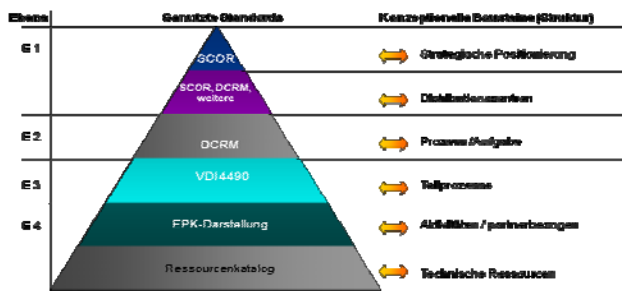 Ebene Genutzte Standards Konzeptionelle Bausteine (Struktur)
E1 SCOR Strategische Positionierung
SCOR, DCRM,
weitere Distributionszentrum
E2 DCRM Prozess /Aufgabe
E3 VDI4490 Teilprozesse
E4 EPK-Darstellung Aktivitäten / partnerbezogen
Ressourcenkatalog Technische Ressourcen